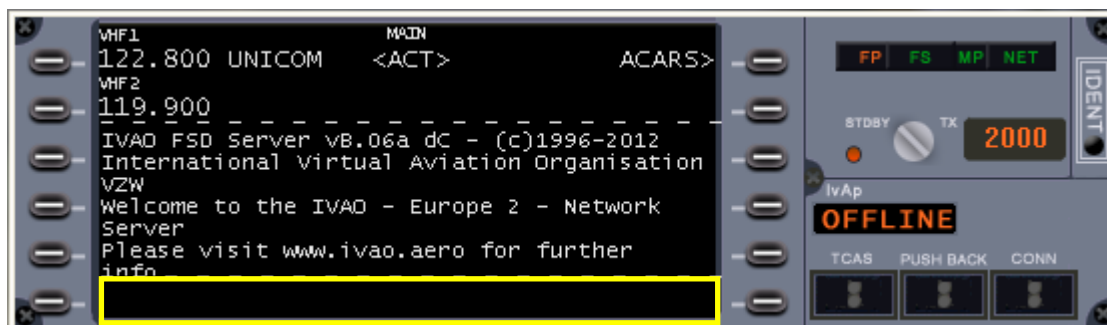 VHF1 MAIN
122.800 UNICOM <ACT> ACARS>
VHF2
119.900
IVAO FSD Server vB.06a dC - (c)1996-2012
International Virtual Aviation Organisation
VZW
Welcome to the IVAO - Europe 2 - Network
Server
Please visit www.ivao.aero for further
info
FP FS MP NET
IDENT
STDBY TX 2000
IvAp
OFFLINE
TCAS PUSH BACK CONN